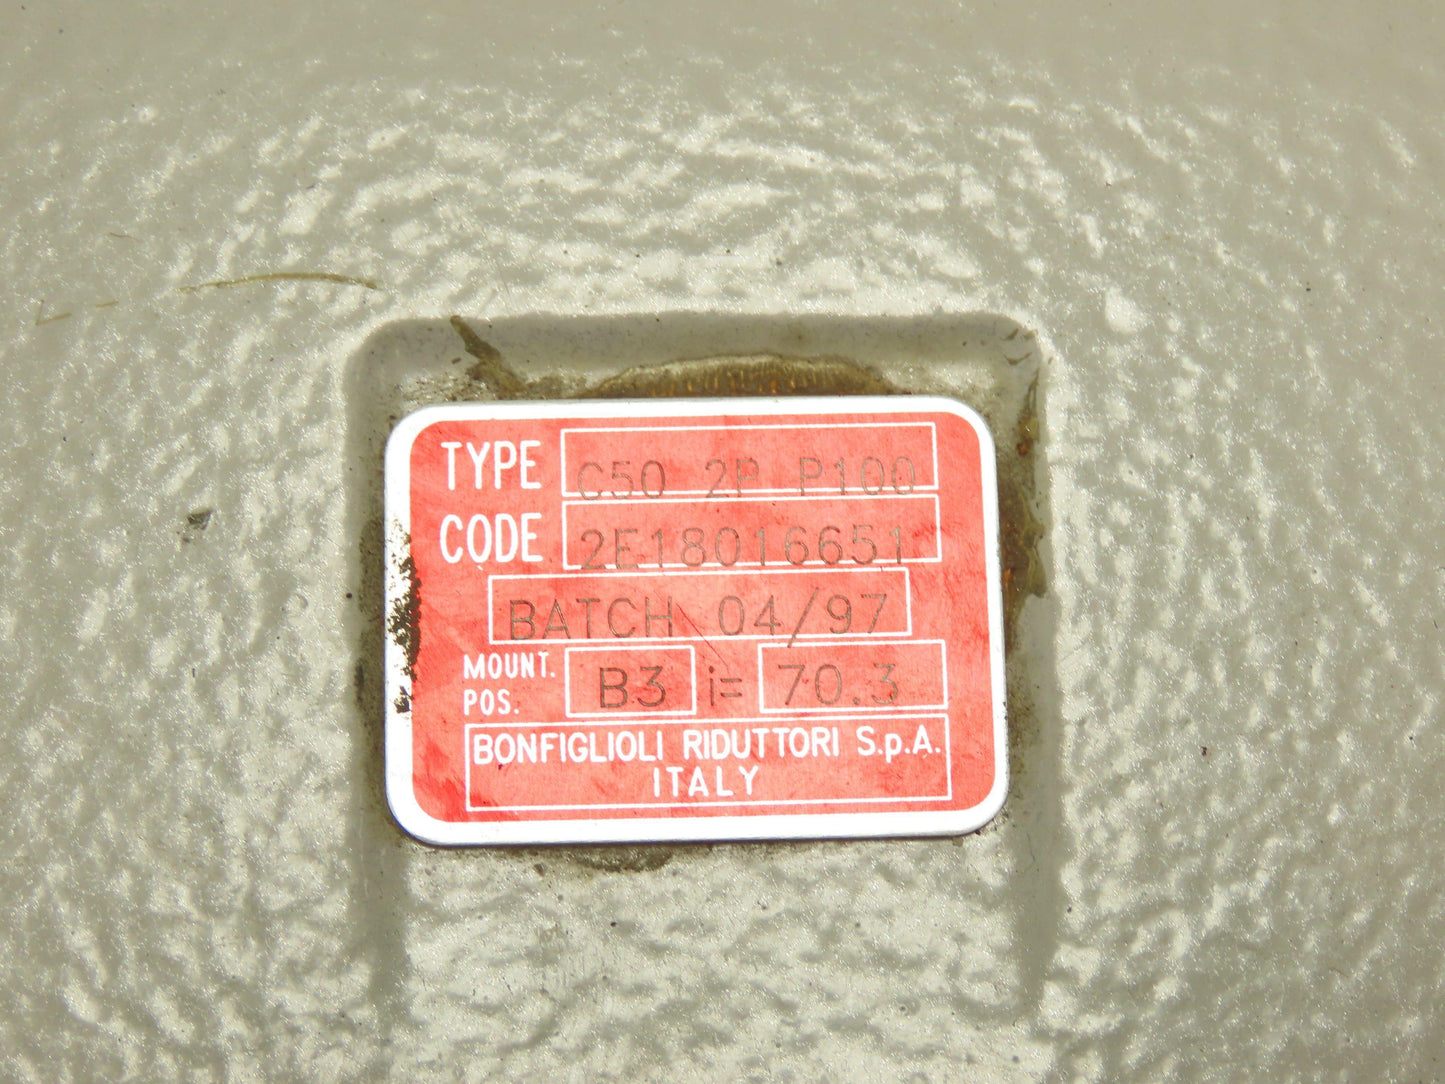 TYPE C50 2P P100
CODE 2E18016651
BATCH 04/97
MOUNT. POS. B3 i= 70.3
BONFIGLIOLI RIDUTTORI S.p.A.
ITALY